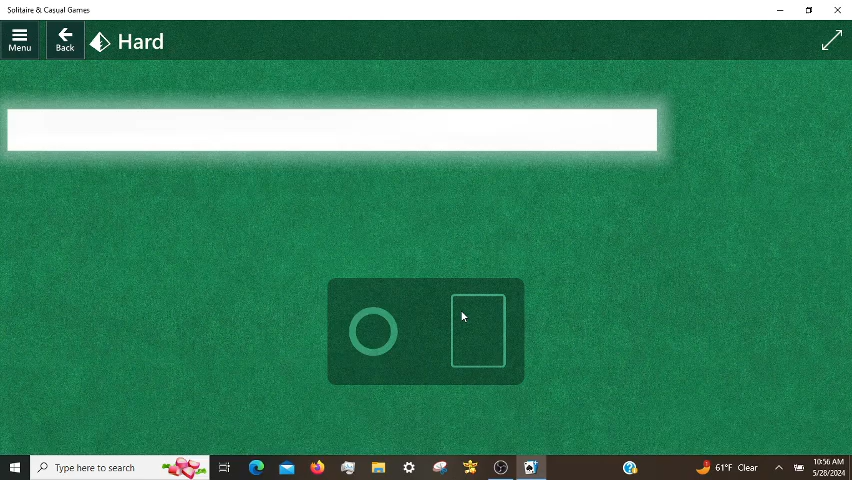 Solitaire & Casual Games
Menu
Back
Hard
Type here to search
61°F Clear
10:56 AM
5/28/2024